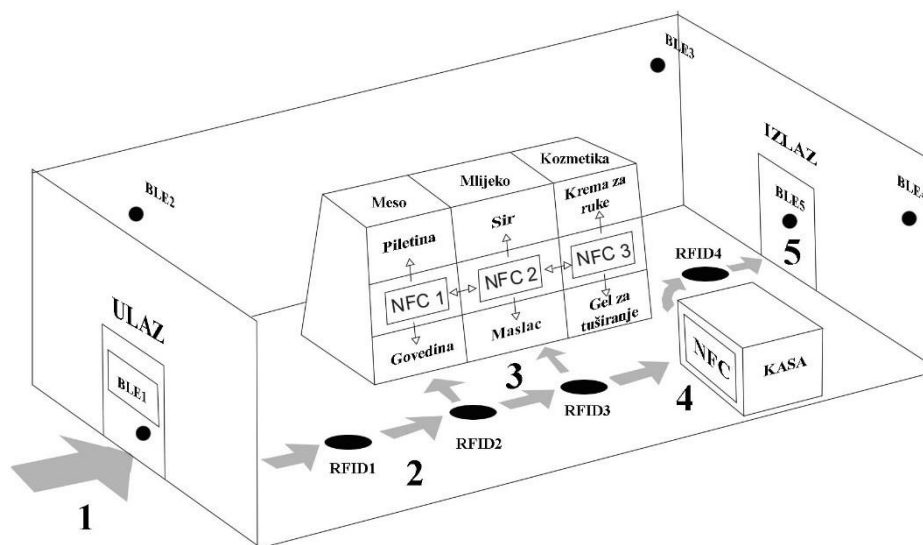 BLE3
IZLAZ
BLE2
Meso
Mlijeko
Kozmetika
Piletina
Sir
Krema za
ruke
BLE5
5
RFID4
NFC 1
NFC 2
NFC 3
ULAZ
BLE1
Govedina
Maslac
Gel za
tuširanje
3
NFC
KASA
4
RFID1
2
RFID2
RFID3
1